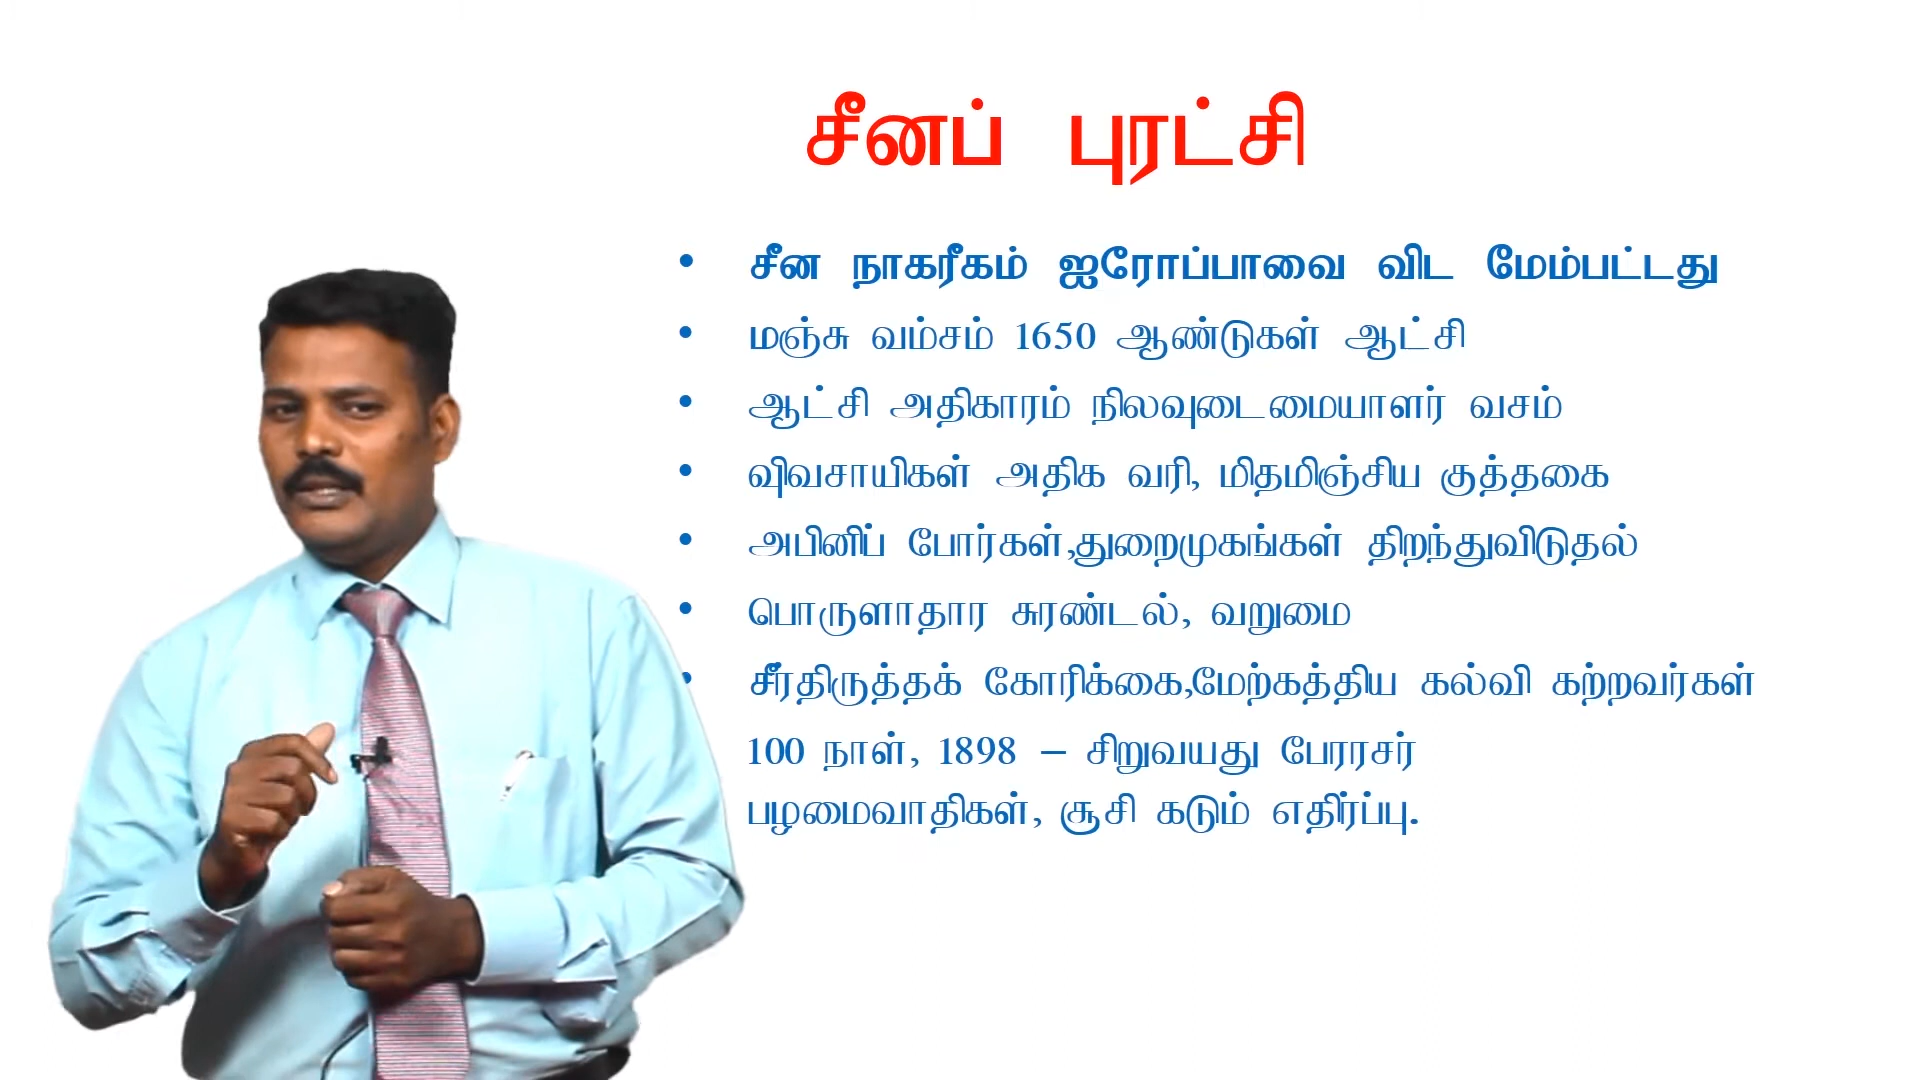 சீனப் புரட்சி
• சீன நாகரீகம் ஐரோப்பாவை விட மேம்பட்டது
• மஞ்சு வம்சம் 1650 ஆண்டுகள் ஆட்சி
• ஆட்சி அதிகாரம் நிலவுடைமையாளர் வசம்
• விவசாயிகள் அதிக வரி, மிதமிஞ்சிய குத்தகை
• அபினிப் போர்கள்,துறைமுகங்கள் திறந்துவிடுதல்
• பொருளாதார சுரண்டல், வறுமை
• சீர்திருத்தக் கோரிக்கை,மேற்கத்திய கல்வி கற்றவர்கள்
100 நாள், 1898 – சிறுவயது பேரரசர்
பழமைவாதிகள், சூசி கடும் எதிர்ப்பு.